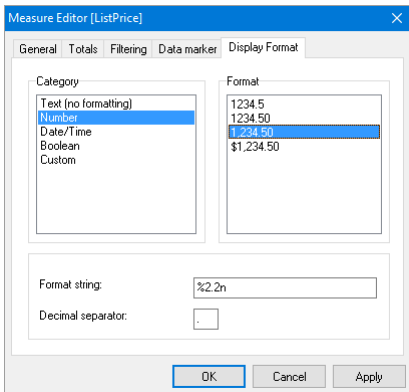 Measure Editor [ListPrice]
General Totals Filtering Data marker Display Format
Category
Text (no formatting)
Number
Date/Time
Boolean
Custom
Format
1234.5
1234.50
1,234.50
$1,234.50
Format string: %2.2n
Decimal separator: .
OK Cancel Apply